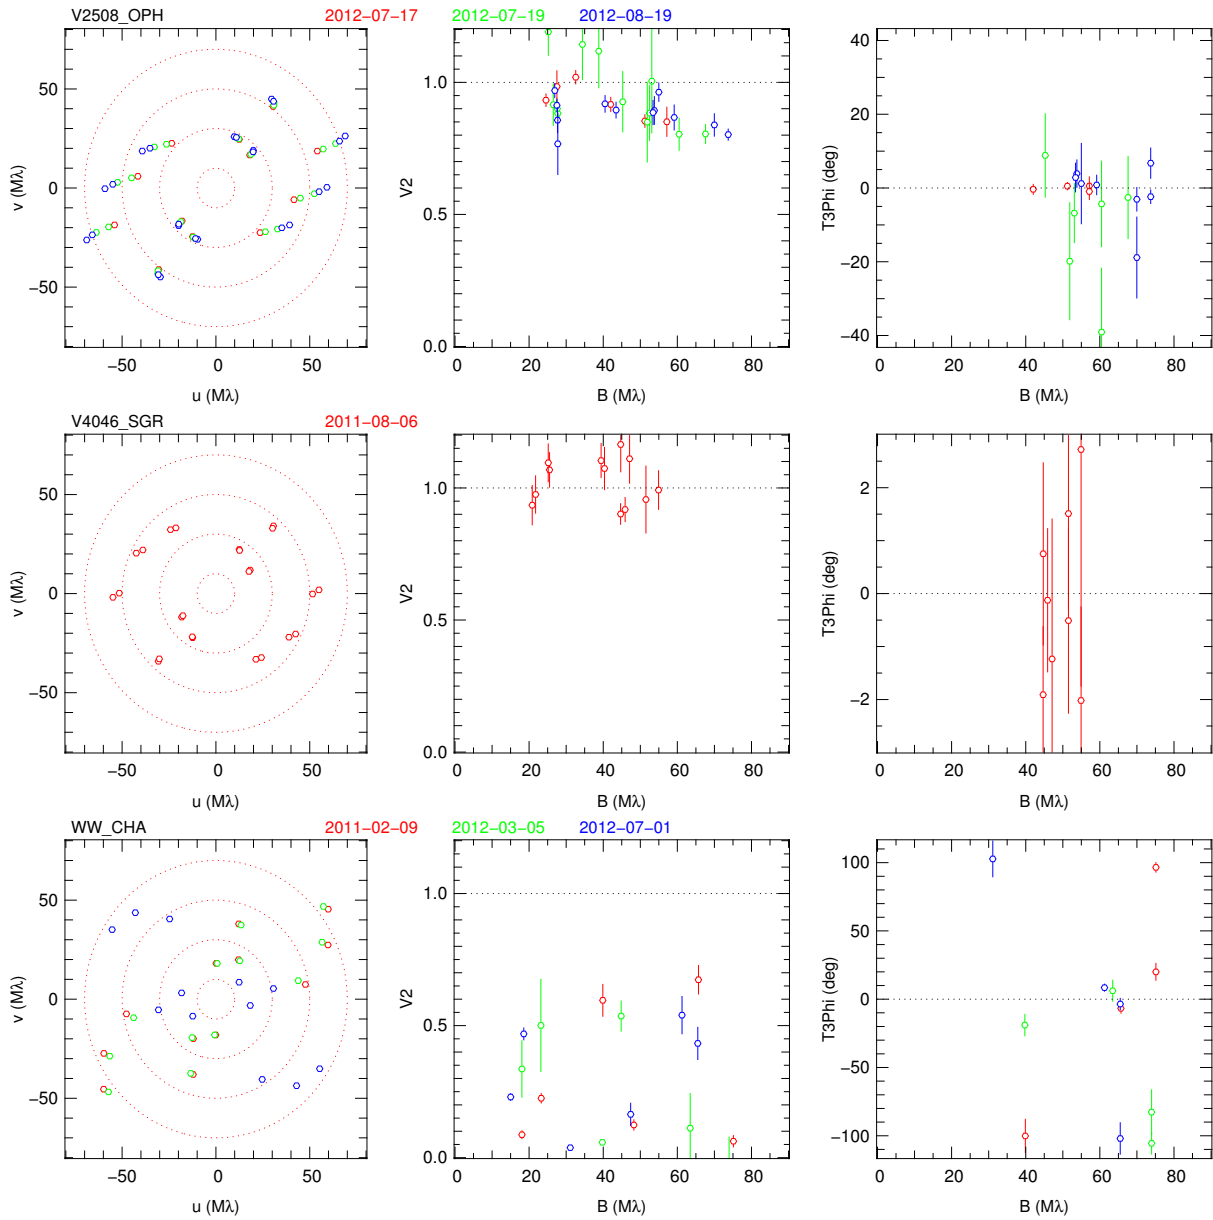 V2508_OPH 2012-07-17 2012-07-19 2012-08-19
v (Mλ)
50
0
−50
−50 0 50
u (Mλ)
V2
1.0
0.5
0.0
0 20 40 60 80
B (Mλ)
T3Phi (deg)
40
20
0
−20
−40
0 20 40 60 80
B (Mλ)
V4046_SGR 2011-08-06
v (Mλ)
50
0
−50
−50 0 50
u (Mλ)
V2
1.0
0.5
0.0
0 20 40 60 80
B (Mλ)
T3Phi (deg)
2
0
−2
0 20 40 60 80
B (Mλ)
WW_CHA 2011-02-09 2012-03-05 2012-07-01
v (Mλ)
50
0
−50
−50 0 50
u (Mλ)
V2
1.0
0.5
0.0
0 20 40 60 80
B (Mλ)
T3Phi (deg)
100
50
0
−50
−100
0 20 40 60 80
B (Mλ)